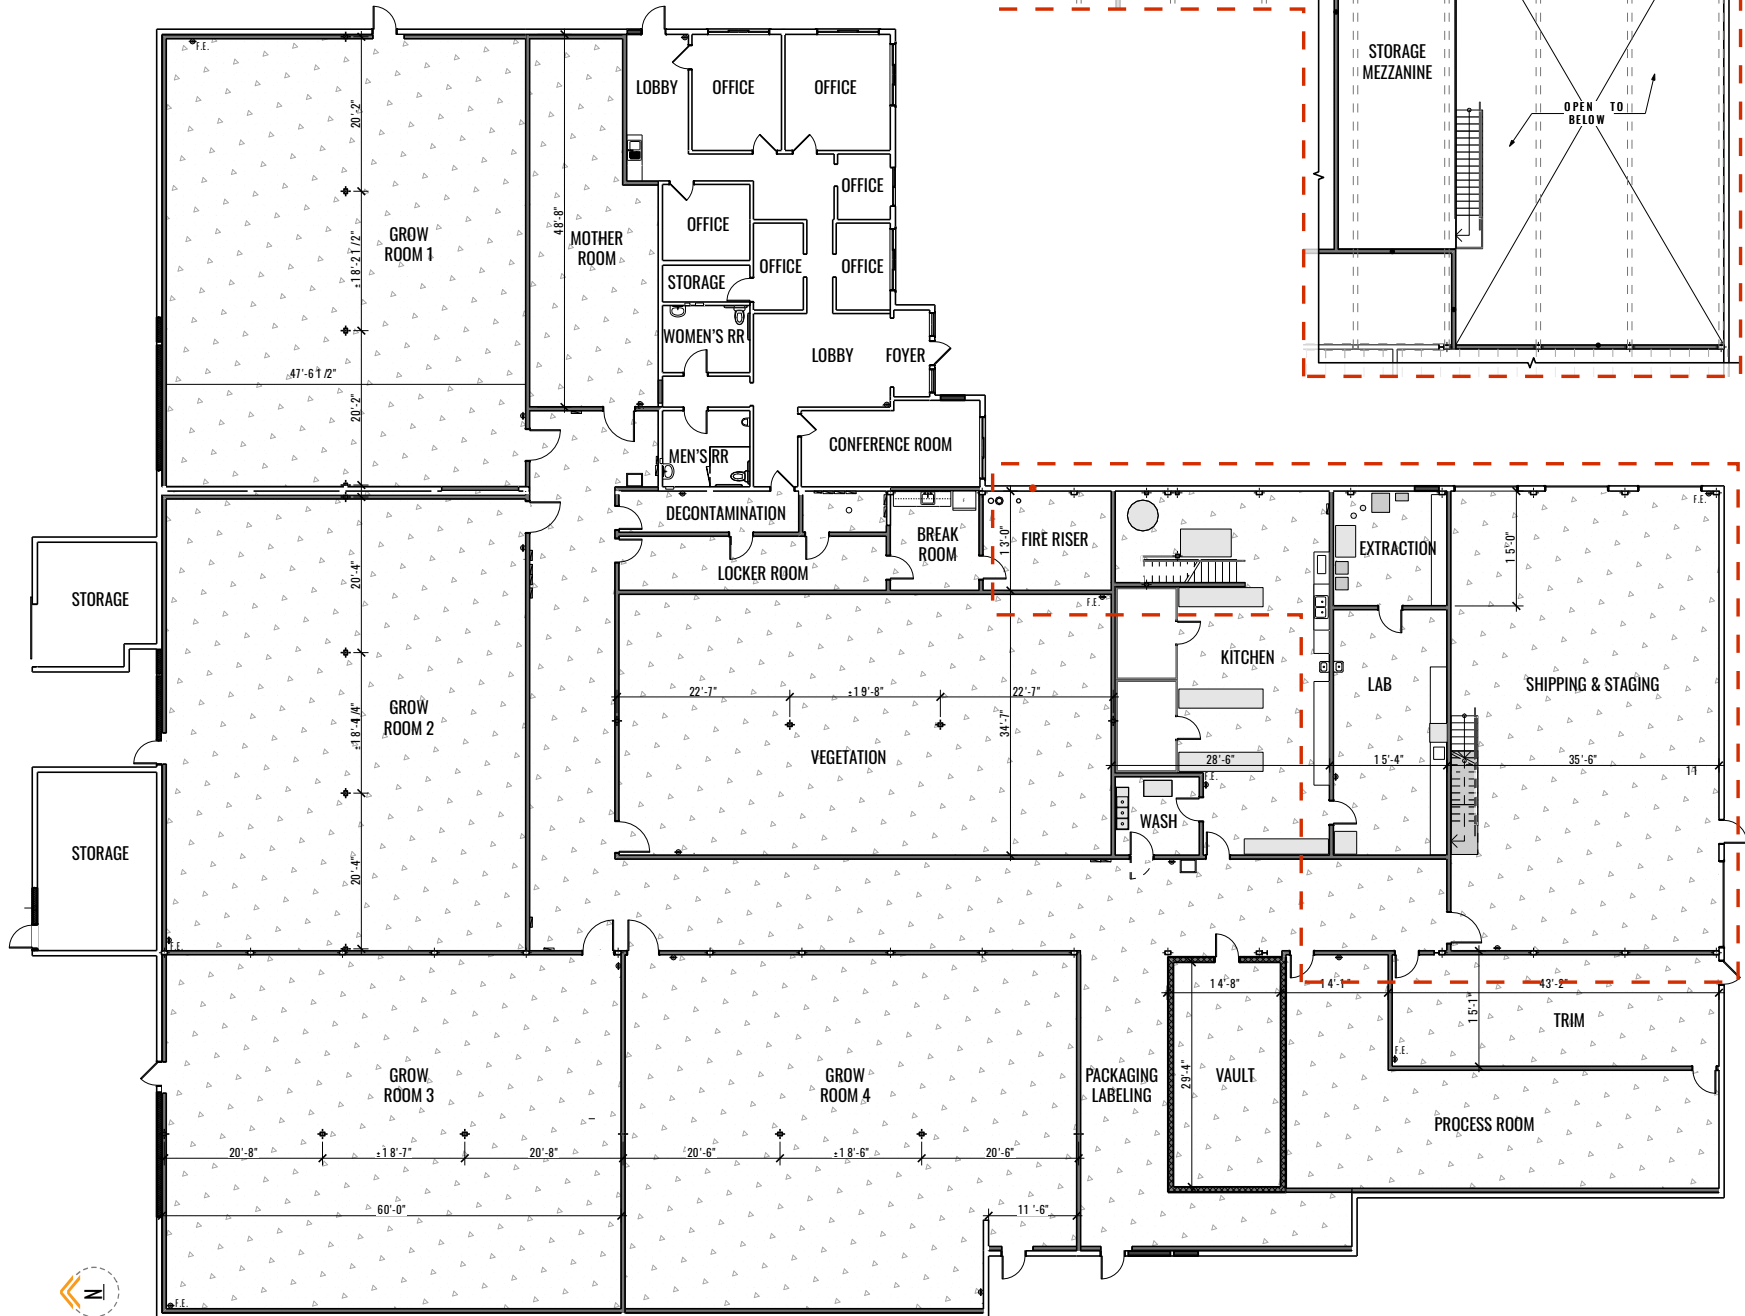 F.E.
20'-2"
GROW
ROOM 1
±18'-2 1/2"
47'-6 1/2"
20'-2"
48'-8"
MOTHER
ROOM
LOBBY
OFFICE
OFFICE
OFFICE
OFFICE
OFFICE
OFFICE
STORAGE
WOMEN'S RR
LOBBY
FOYER
MEN'S RR
CONFERENCE ROOM
STORAGE
MEZZANINE
OPEN TO
BELOW
DECONTAMINATION
BREAK
ROOM
LOCKER ROOM
13'-0"
FIRE RISER
F.E.
EXTRACTION
15'-0"
F.E.
STORAGE
20'-4"
GROW
ROOM 2
±18'-4 1/4"
20'-4"
F.E.
STORAGE
22'-7"
±19'-8"
22'-7"
34'-7"
VEGETATION
KITCHEN
LAB
SHIPPING & STAGING
28'-6"
15'-4"
35'-6"
11
F.E.
WASH
14'-8"
14'-1"
43'-2"
15'-1"
TRIM
F.E.
GROW
ROOM 3
GROW
ROOM 4
PACKAGING
LABELING
29'-4"
VAULT
PROCESS ROOM
20'-8"
±18'-7"
20'-8"
20'-6"
±18'-6"
20'-6"
60'-0"
11'-6"
F.E.
N